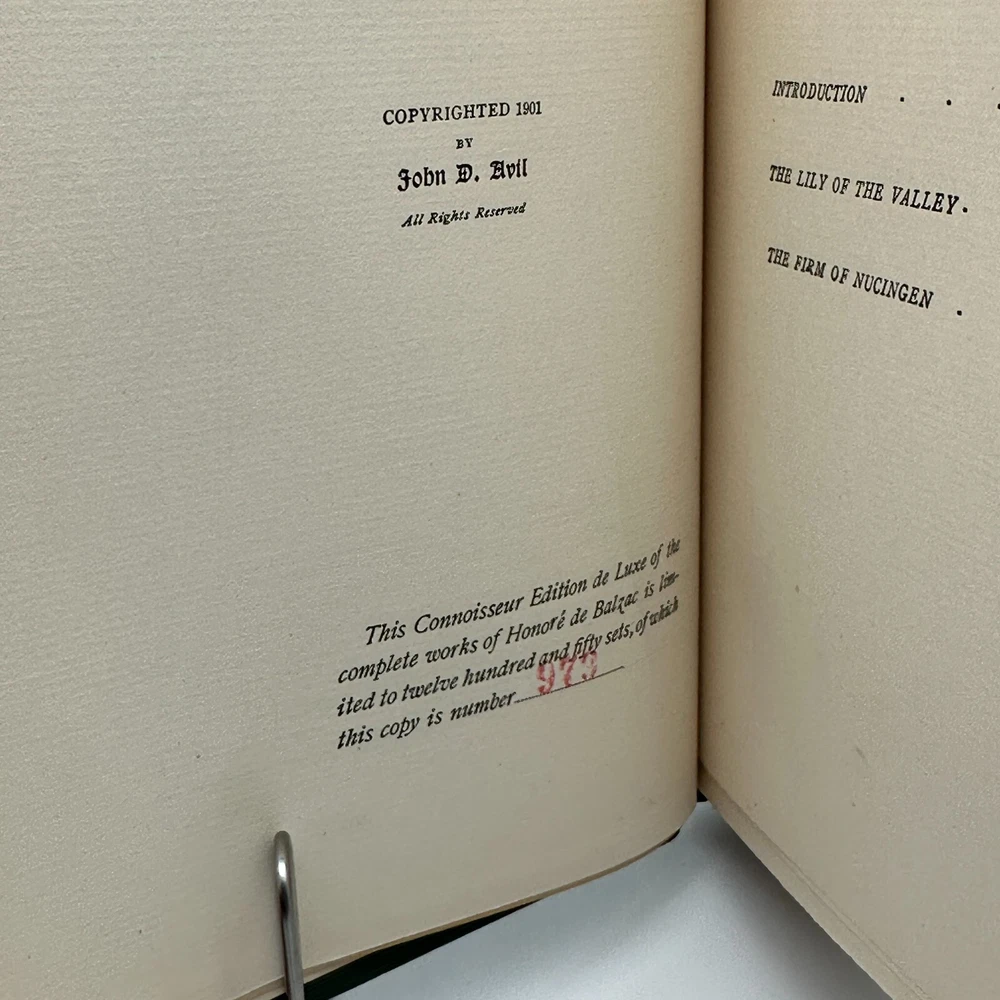 COPYRIGHTED 1901
BY
John D. Avil
All Rights Reserved
This Connoisseur Edition de Luxe of the
complete works of Honoré de Balzac is lim-
ited to twelve hundred and fifty sets, of which
this copy is number 979
INTRODUCTION . . .
THE LILY OF THE VALLEY .
THE FIRM OF NUCINGEN .